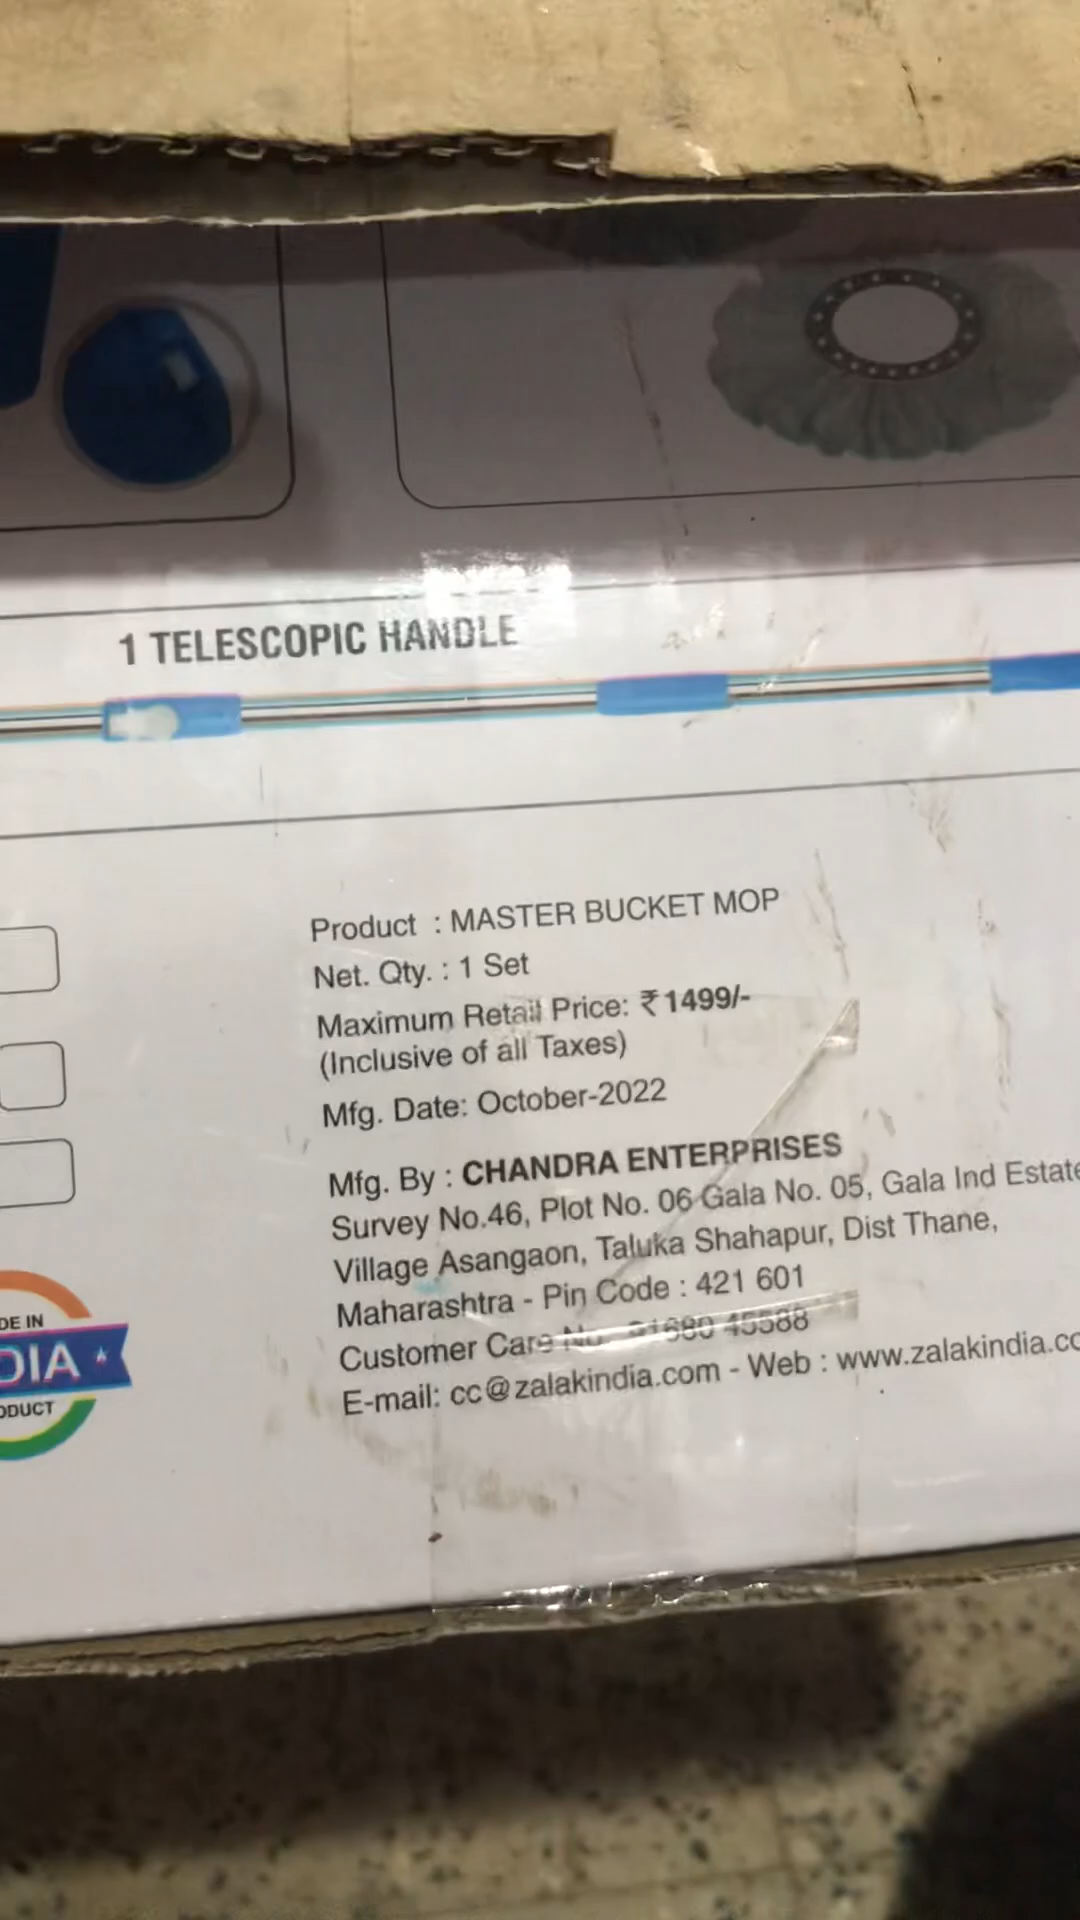 1 TELESCOPIC HANDLE
Product : MASTER BUCKET MOP
Net. Qty. : 1 Set
Maximum Retail Price: ₹1499/-
(Inclusive of all Taxes)
Mfg. Date: October-2022
Mfg. By : CHANDRA ENTERPRISES
Survey No.46, Plot No. 06 Gala No. 05, Gala Ind Estate
Village Asangaon, Taluka Shahapur, Dist Thane,
Maharashtra - Pin Code : 421 601
Customer Care No. 45588
E-mail: cc@zalakindia.com - Web : www.zalakindia.co
DE IN
DIA
ODUCT